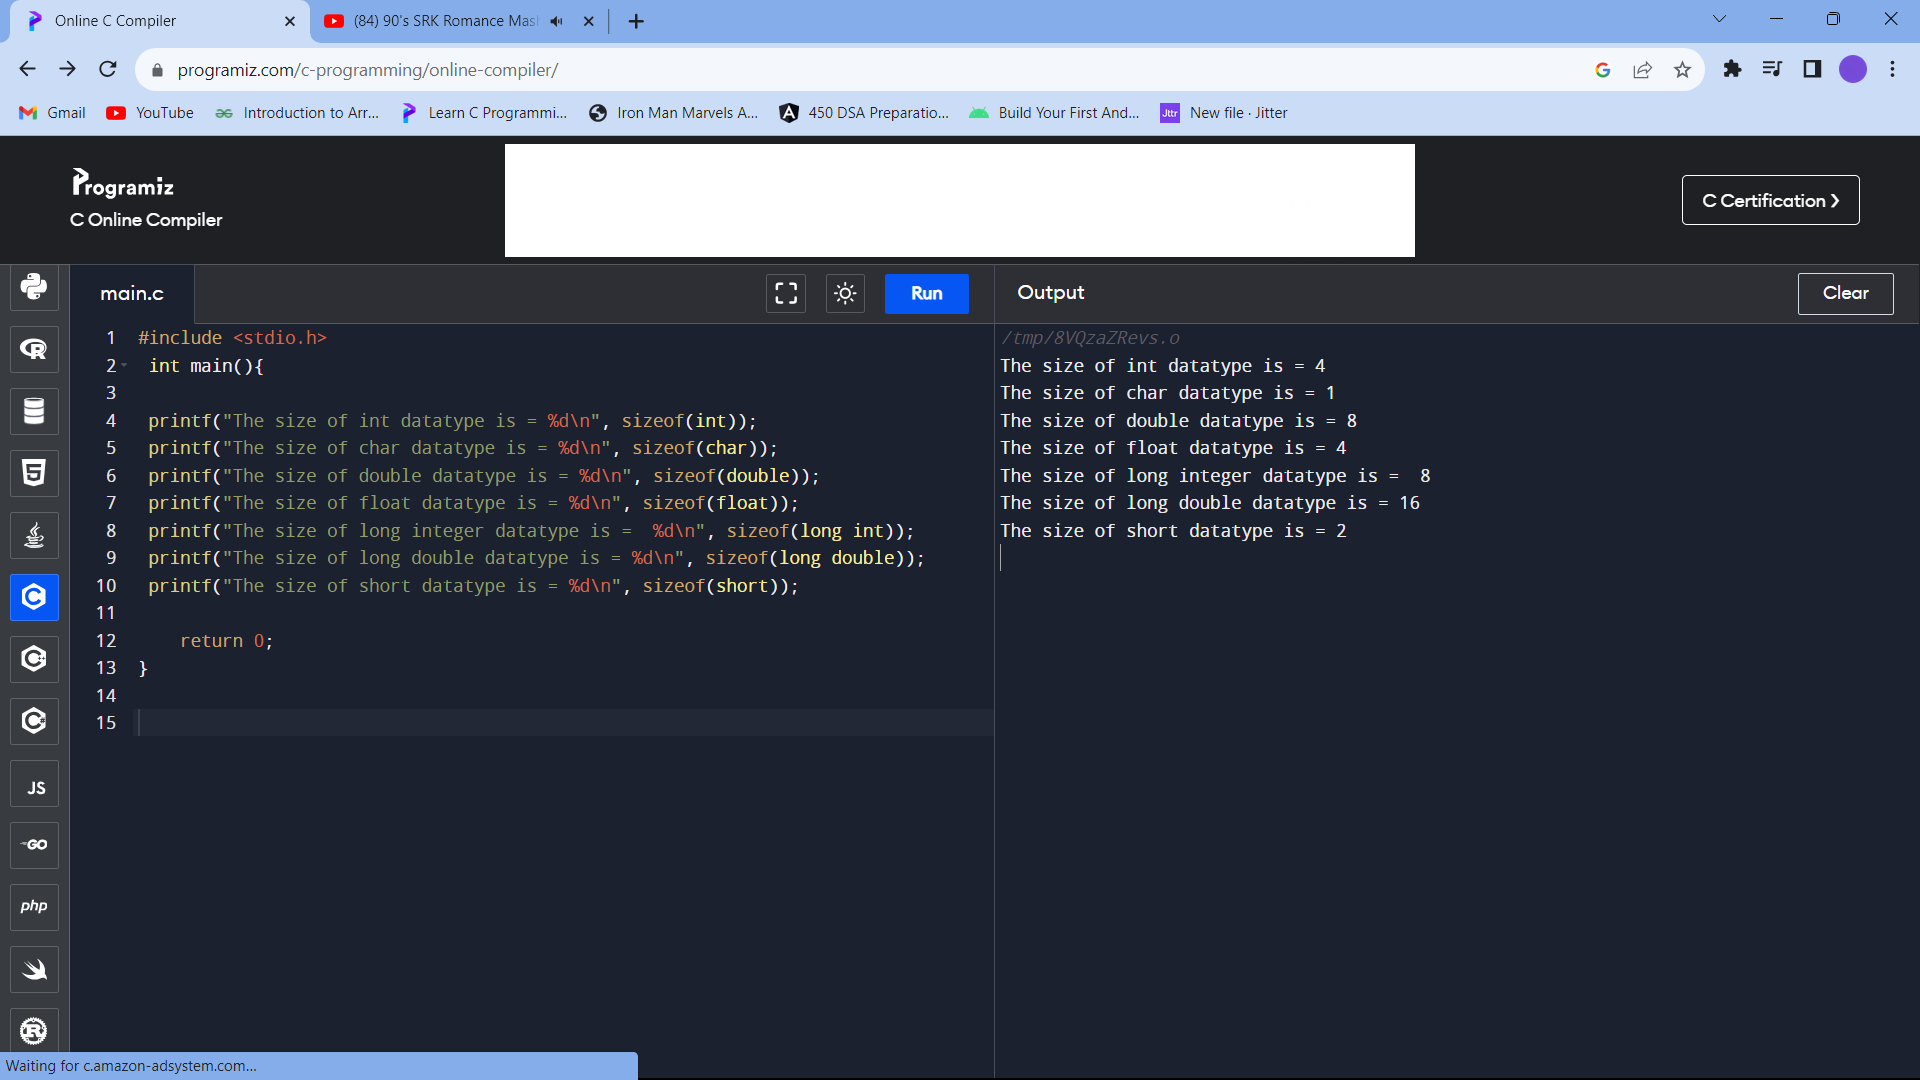 Online C Compiler
(84) 90's SRK Romance Mas
programiz.com/c-programming/online-compiler/
Gmail
YouTube
Introduction to Arr...
Learn C Programmi...
Iron Man Marvels A...
450 DSA Preparatio...
Build Your First And...
Jttr
New file · Jitter
Programiz
C Online Compiler
C Certification ❯
main.c
Run
Output
Clear
1 #include <stdio.h>
2 int main(){
3
4 printf("The size of int datatype is = %d\n", sizeof(int));
5 printf("The size of char datatype is = %d\n", sizeof(char));
6 printf("The size of double datatype is = %d\n", sizeof(double));
7 printf("The size of float datatype is = %d\n", sizeof(float));
8 printf("The size of long integer datatype is =  %d\n", sizeof(long int));
9 printf("The size of long double datatype is = %d\n", sizeof(long double));
10 printf("The size of short datatype is = %d\n", sizeof(short));
11
12 return 0;
13 }
14
15
/tmp/8VQzaZRevs.o
The size of int datatype is = 4
The size of char datatype is = 1
The size of double datatype is = 8
The size of float datatype is = 4
The size of long integer datatype is =  8
The size of long double datatype is = 16
The size of short datatype is = 2
JS
GO
php
Waiting for c.amazon-adsystem.com...